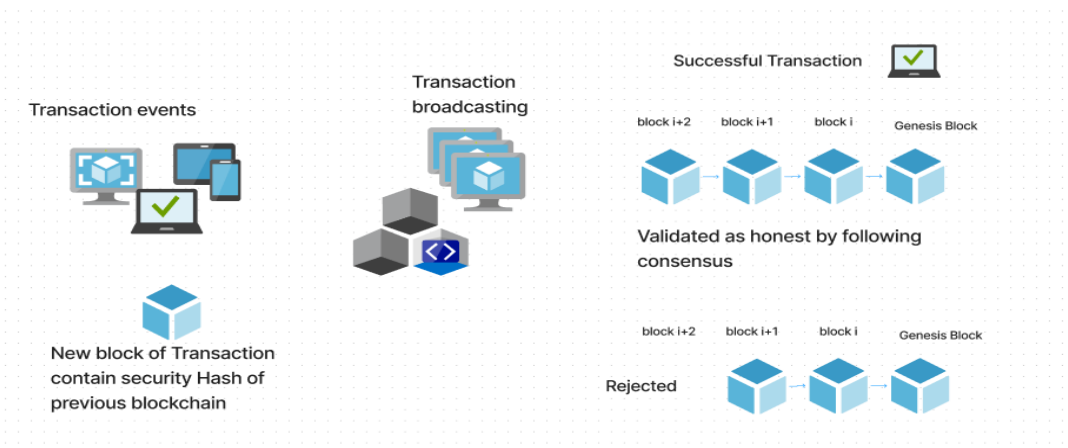 Transaction events
New block of Transaction
contain security Hash of
previous blockchain
Transaction
broadcasting
Successful Transaction
block i+2 block i+1 block i Genesis Block
Validated as honest by following
consensus
block i+2 block i+1 block i Genesis Block
Rejected